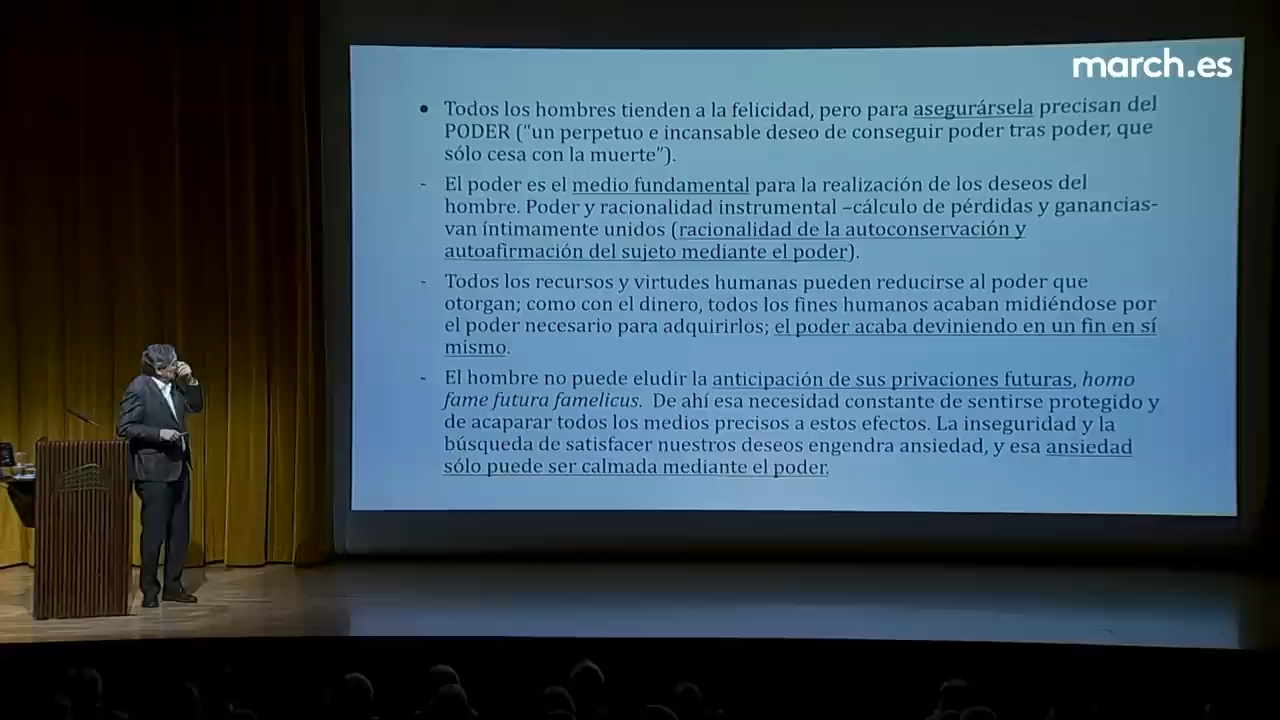 march.es
• Todos los hombres tienden a la felicidad, pero para asegurársela precisan del
PODER (“un perpetuo e incansable deseo de conseguir poder tras poder, que
sólo cesa con la muerte”).
- El poder es el medio fundamental para la realización de los deseos del
hombre. Poder y racionalidad instrumental –cálculo de pérdidas y ganancias-
van íntimamente unidos (racionalidad de la autoconservación y
autoafirmación del sujeto mediante el poder).
- Todos los recursos y virtudes humanas pueden reducirse al poder que
otorgan; como con el dinero, todos los fines humanos acaban midiéndose por
el poder necesario para adquirirlos; el poder acaba deviniendo en un fin en sí
mismo.
- El hombre no puede eludir la anticipación de sus privaciones futuras, homo
fame futura famelicus. De ahí esa necesidad constante de sentirse protegido y
de acaparar todos los medios precisos a estos efectos. La inseguridad y la
búsqueda de satisfacer nuestros deseos engendra ansiedad, y esa ansiedad
sólo puede ser calmada mediante el poder.